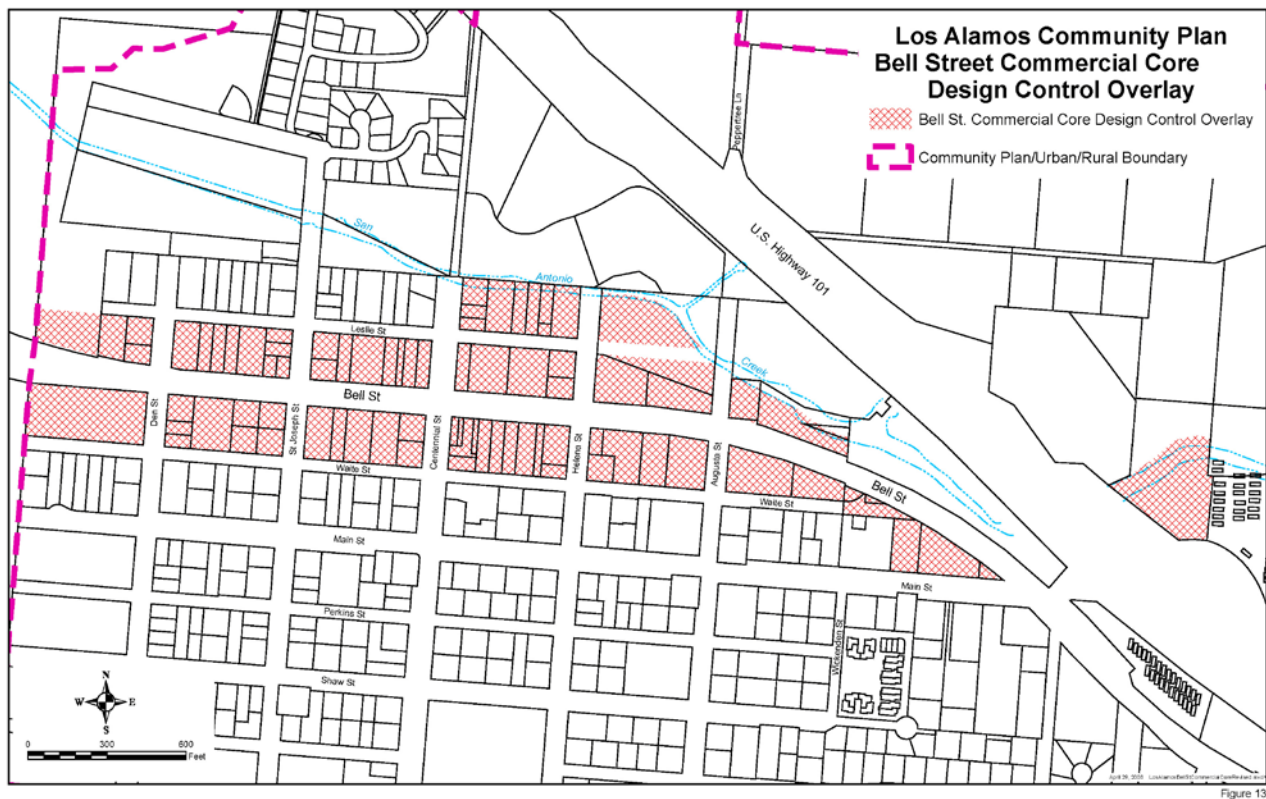 Los Alamos Community Plan
Bell Street Commercial Core
Design Control Overlay
Bell St. Commercial Core Design Control Overlay
Community Plan/Urban/Rural Boundary
Peppertree Ln
U.S. Highway 101
San
Antonio
Creek
Leslie St
Bell St
Den St
St Joseph St
Centennial St
Helena St
Augusta St
Waite St
Bell St
Waite St
Main St
Main St
Perkins St
Wickenden St
Shaw St
N
W
E
S
0
300
600
Feet
Figure 13